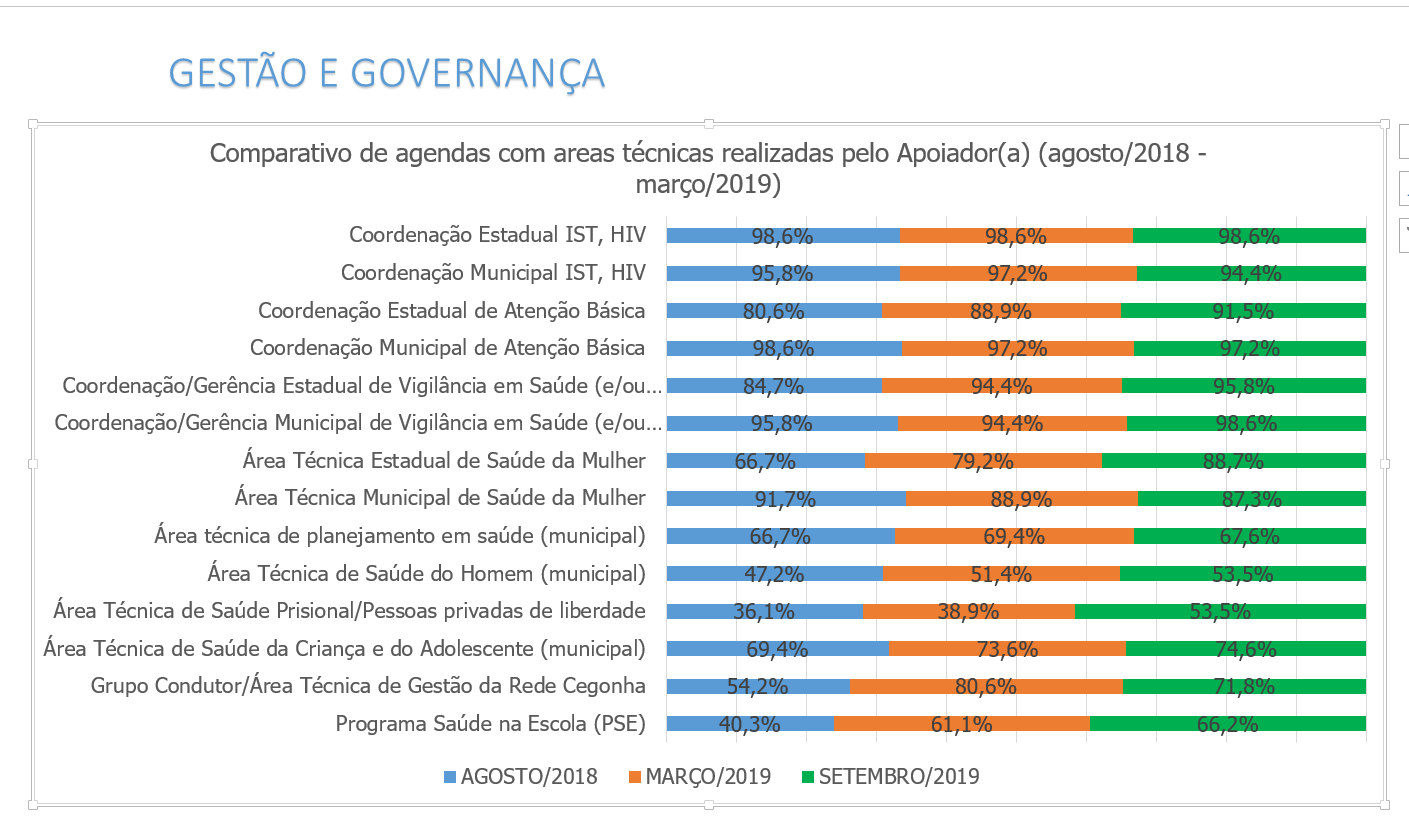 GESTÃO E GOVERNANÇA
Comparativo de agendas com areas técnicas realizadas pelo Apoiador(a) (agosto/2018 -
março/2019)
Coordenação Estadual IST, HIV 98,6% 98,6% 98,6%
Coordenação Municipal IST, HIV 95,8% 97,2% 94,4%
Coordenação Estadual de Atenção Básica 80,6% 88,9% 91,5%
Coordenação Municipal de Atenção Básica 98,6% 97,2% 97,2%
Coordenação/Gerência Estadual de Vigilância em Saúde (e/ou... 84,7% 94,4% 95,8%
Coordenação/Gerência Municipal de Vigilância em Saúde (e/ou... 95,8% 94,4% 98,6%
Área Técnica Estadual de Saúde da Mulher 66,7% 79,2% 88,7%
Área Técnica Municipal de Saúde da Mulher 91,7% 88,9% 87,3%
Área técnica de planejamento em saúde (municipal) 66,7% 69,4% 67,6%
Área Técnica de Saúde do Homem (municipal) 47,2% 51,4% 53,5%
Área Técnica de Saúde Prisional/Pessoas privadas de liberdade 36,1% 38,9% 53,5%
Área Técnica de Saúde da Criança e do Adolescente (municipal) 69,4% 73,6% 74,6%
Grupo Condutor/Área Técnica de Gestão da Rede Cegonha 54,2% 80,6% 71,8%
Programa Saúde na Escola (PSE) 40,3% 61,1% 66,2%
AGOSTO/2018 MARÇO/2019 SETEMBRO/2019